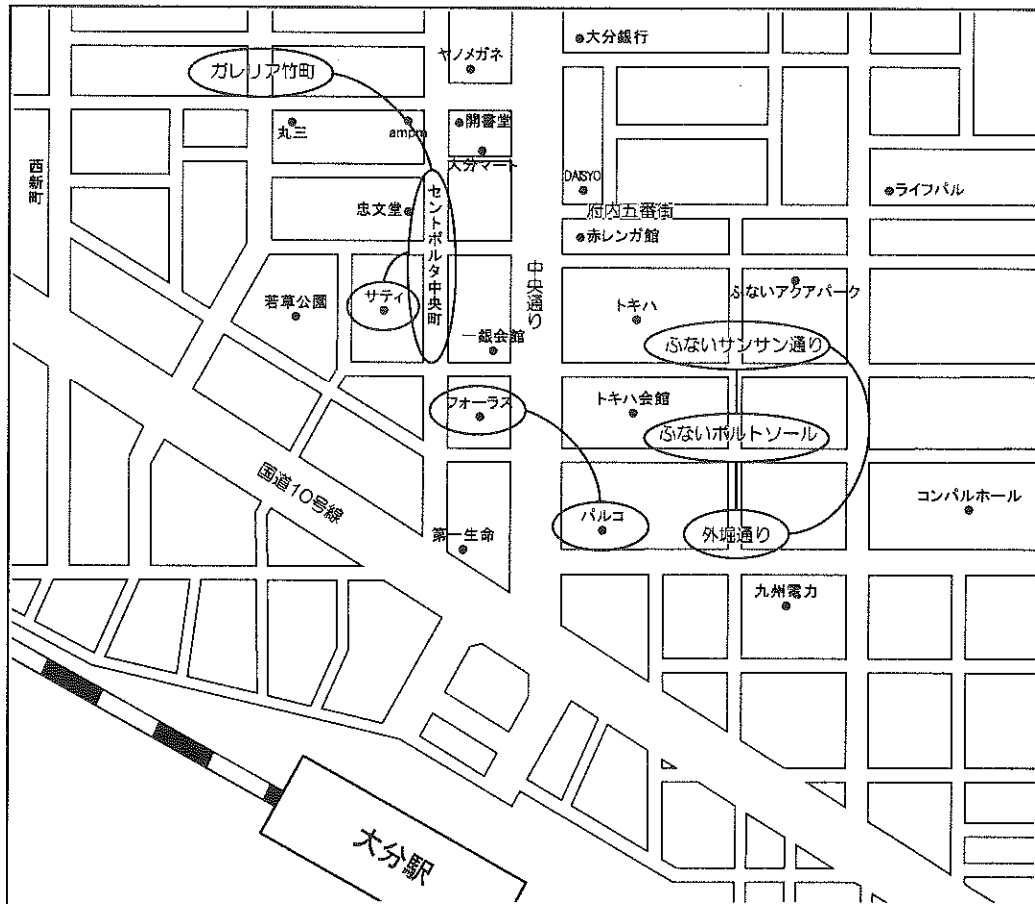 大分銀行
ヤノメガネ
ガレリア竹町
丸三
ampm
開書堂
大分マート
西新町
セントポルタ中央町
DAISYO
ライフパル
忠文堂
府内五番街
赤レンガ館
中央通り
サティ
若草公園
トキハ
ふないアクアパーク
一銀会館
ふないサンサン通り
フォーラス
トキハ会館
ふないポルトソール
国道10号線
パルコ
外堀通り
コンパルホール
第一生命
九州電力
大分駅